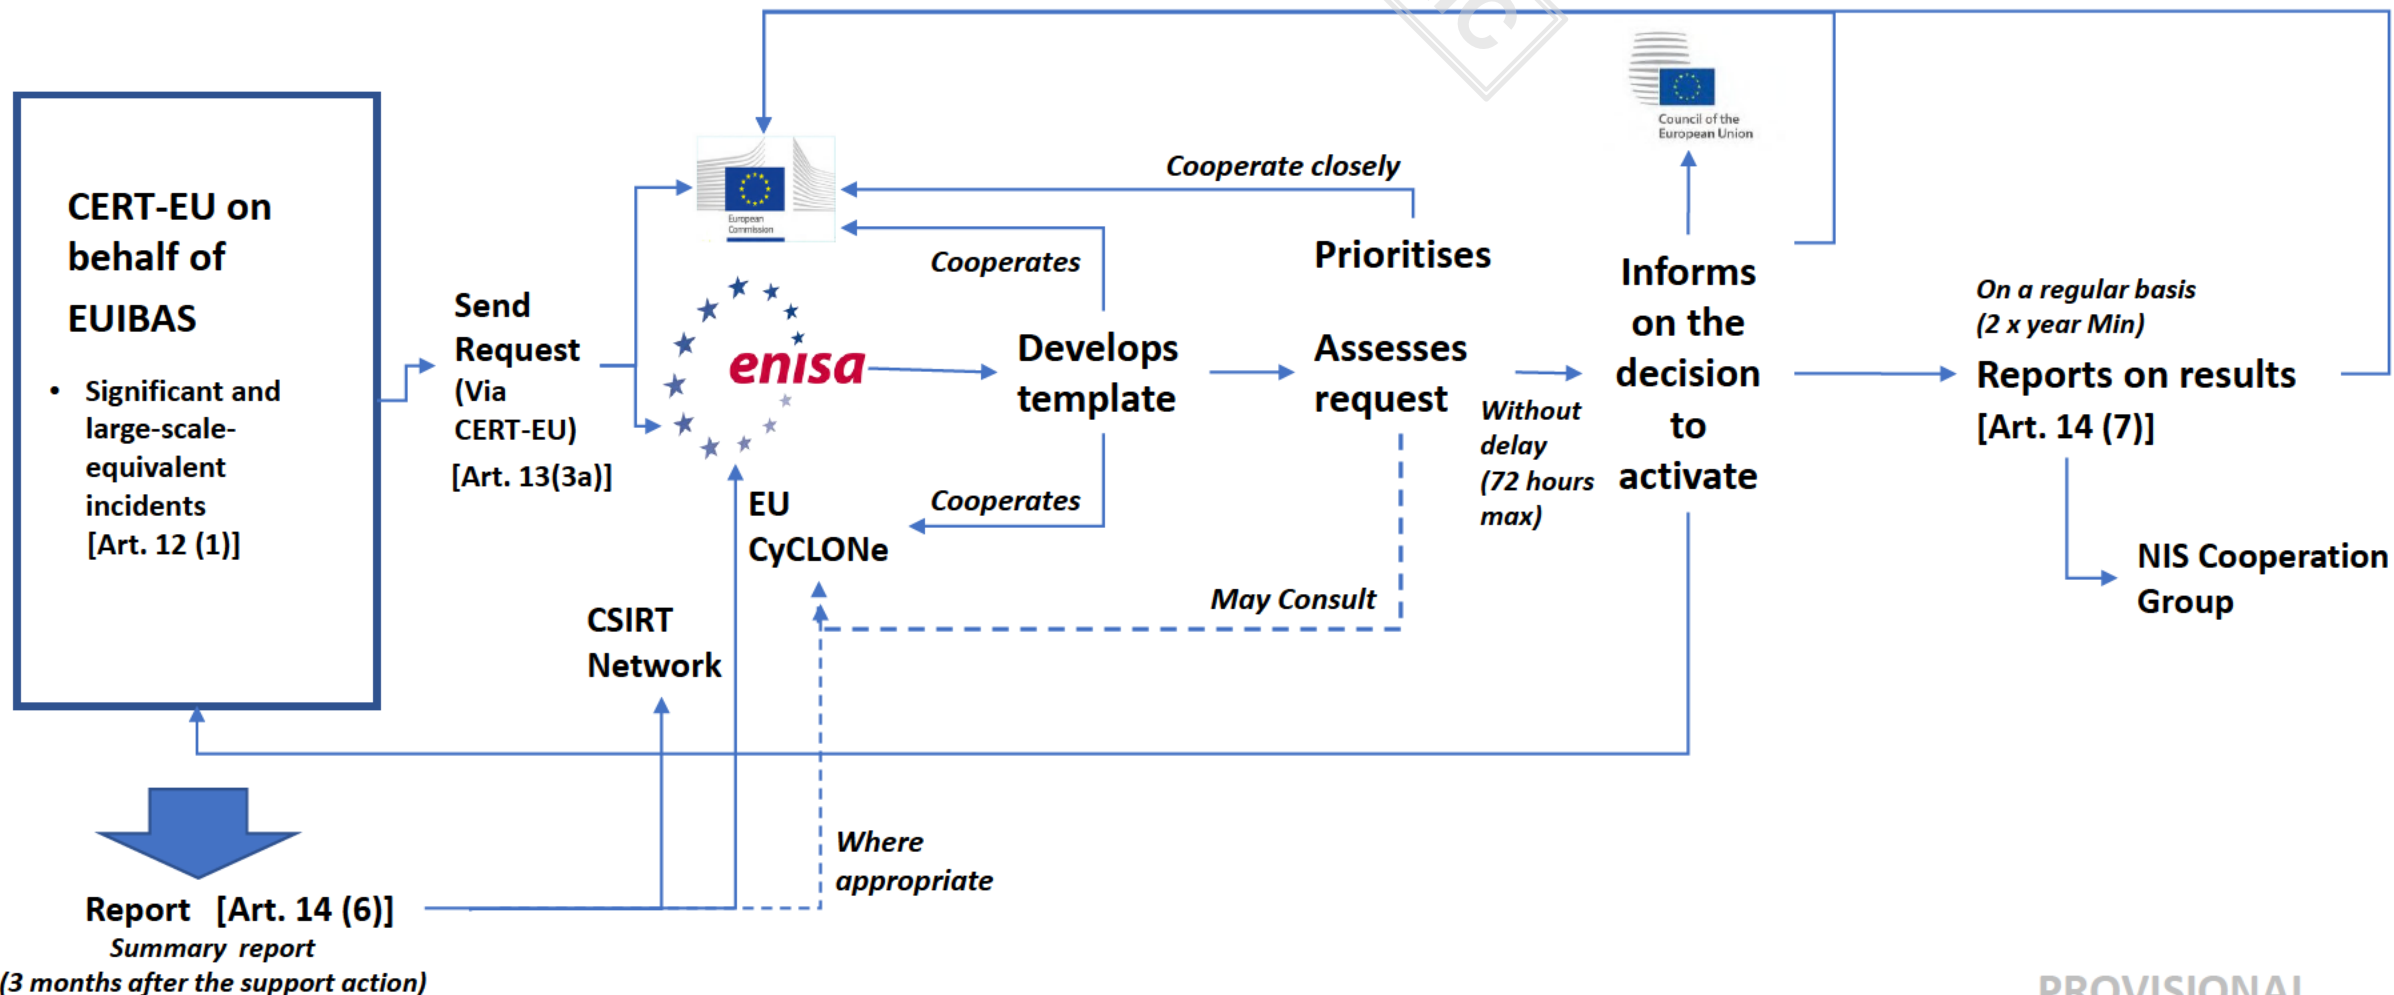 CERT-EU on
behalf of
EUIBAS
• Significant and
large-scale-
equivalent
incidents
[Art. 12 (1)]
Send
Request
(Via
CERT-EU)
[Art. 13(3a)]
European
Commission
enisa
EU
CyCLONe
CSIRT
Network
Cooperates
Develops
template
Cooperates
Cooperate closely
Prioritises
Assesses
request
May Consult
Without
delay
(72 hours
max)
Council of the
European Union
Informs
on the
decision
to
activate
On a regular basis
(2 x year Min)
Reports on results
[Art. 14 (7)]
NIS Cooperation
Group
Where
appropriate
Report [Art. 14 (6)]
Summary report
(3 months after the support action)
PROVISIONAL
IC